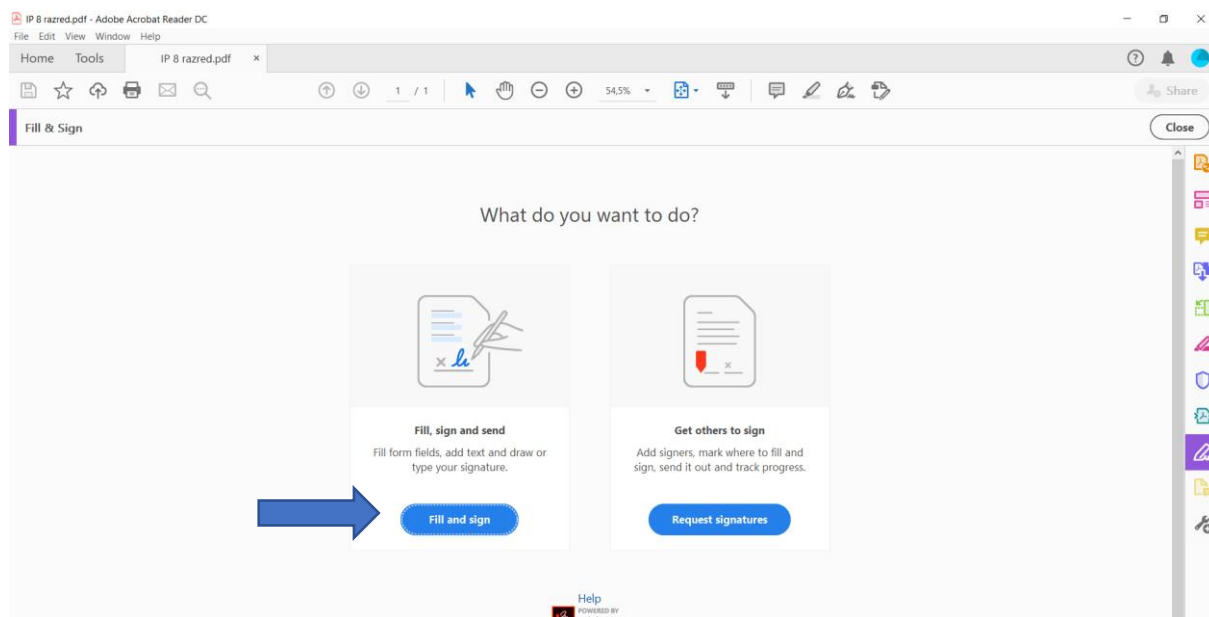 IP 8 razred.pdf - Adobe Acrobat Reader DC
File Edit View Window Help
Home Tools IP 8 razred.pdf ×
1 / 1 54,5% Share
Fill & Sign Close
What do you want to do?
Fill, sign and send
Fill form fields, add text and draw or
type your signature.
Fill and sign
Get others to sign
Add signers, mark where to fill and
sign, send it out and track progress.
Request signatures
Help
POWERED BY